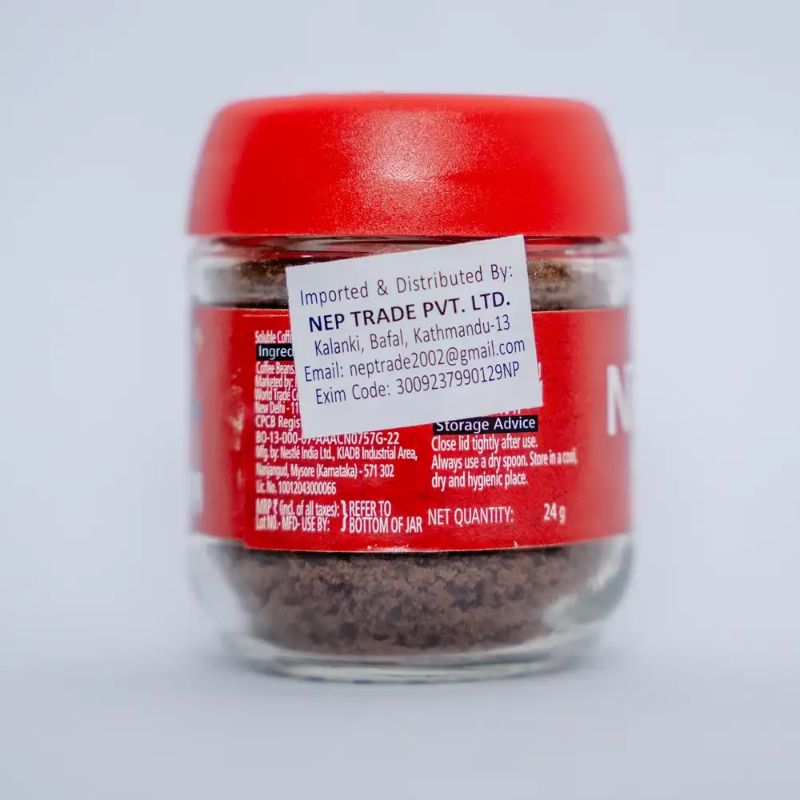 Imported & Distributed By:
NEP TRADE PVT. LTD.
Kalanki, Bafal, Kathmandu-13
Email: neptrade2002@gmail.com
Exim Code: 3009237990129NP
Soluble Coff
Ingred
Coffee Beans
Marketed by:
World Trade Ce
New Delhi - 11
CPCB Regis
BO-13-000-07-AAACN0757G-22
Mfg. by: Nestlé India Ltd., KIADB Industrial Area,
Nanjangud, Mysore (Karnataka) - 571 302
Lic. No. 10012043000066
MRP ₹ (incl. of all taxes): } REFER TO
Lot NO.- MFD- USE BY: BOTTOM OF JAR
Storage Advice
Close lid tightly after use.
Always use a dry spoon. Store in a cool,
dry and hygienic place.
NET QUANTITY: 24 g
N